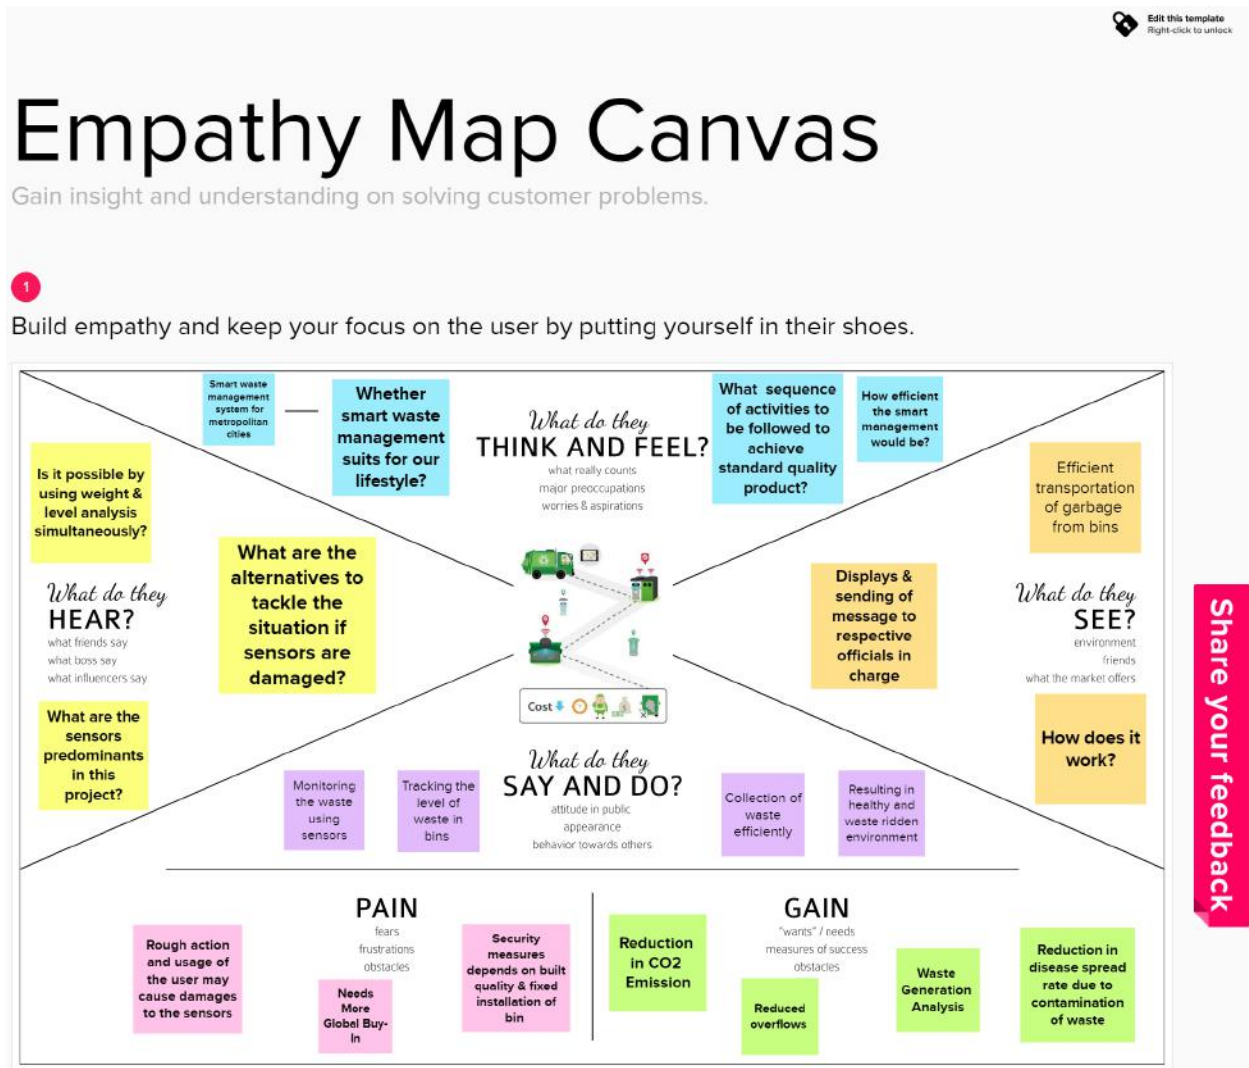 Edit this template
Right-click to unlock
Empathy Map Canvas
Gain insight and understanding on solving customer problems.
1
Build empathy and keep your focus on the user by putting yourself in their shoes.
Smart waste
management
system for
metropolitan
cities
Whether
smart waste
management
suits for our
lifestyle?
What do they
THINK AND FEEL?
what really counts
major preoccupations
worries & aspirations
What sequence
of activities to
be followed to
achieve
standard quality
product?
How efficient
the smart
management
would be?
Is it possible by
using weight &
level analysis
simultaneously?
What are the
alternatives to
tackle the
situation if
sensors are
damaged?
What do they
HEAR?
what friends say
what boss say
what influencers say
What are the
sensors
predominants
in this
project?
Efficient
transportation
of garbage
from bins
Displays &
sending of
message to
respective
officials in
charge
What do they
SEE?
environment
friends
what the market offers
How does it
work?
Share your feedback
Cost
What do they
SAY AND DO?
attitude in public
appearance
behavior towards others
Monitoring
the waste
using
sensors
Tracking the
level of
waste in
bins
Collection of
waste
efficiently
Resulting in
healthy and
waste ridden
environment
PAIN
fears
frustrations
obstacles
Rough action
and usage of
the user may
cause damages
to the sensors
Needs
More
Global Buy-
In
Security
measures
depends on built
quality & fixed
installation of
bin
GAIN
"wants" / needs
measures of success
obstacles
Reduction
in CO2
Emission
Reduced
overflows
Waste
Generation
Analysis
Reduction in
disease spread
rate due to
contamination
of waste